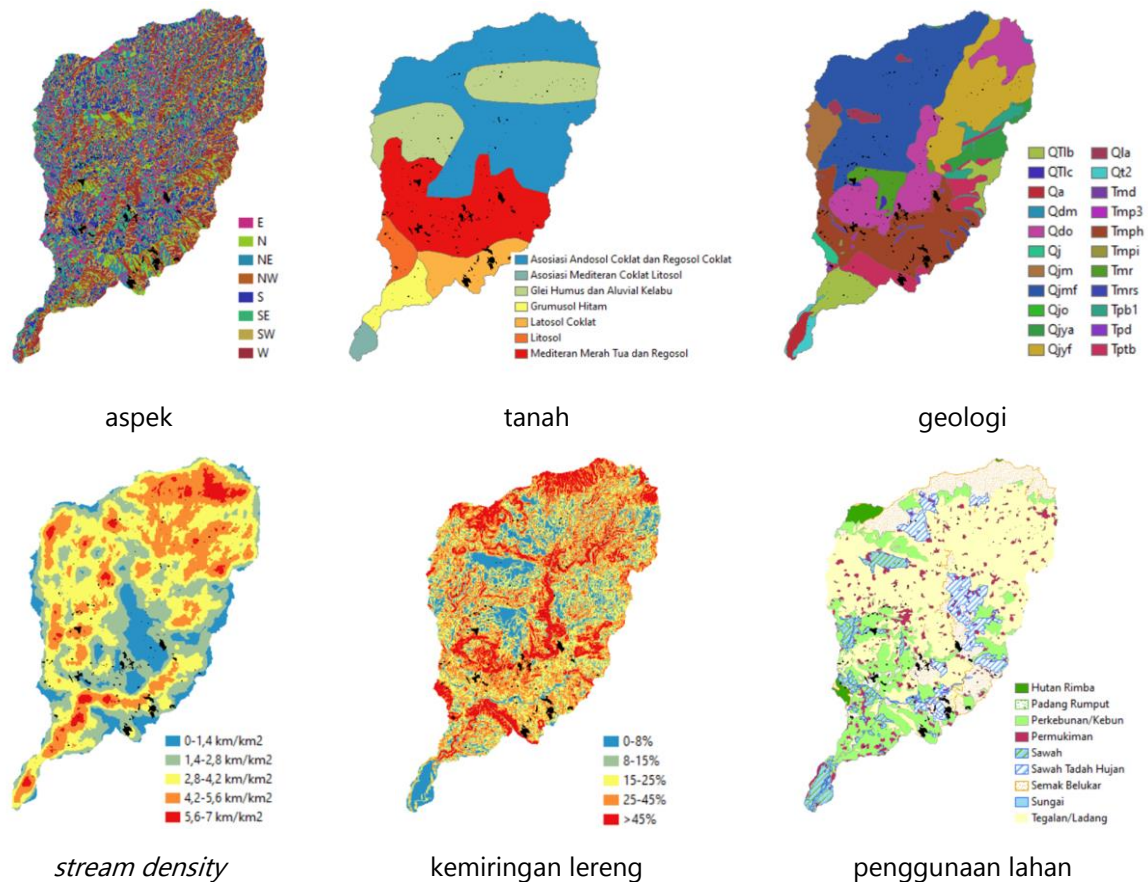 E
N
NE
NW
S
SE
SW
W
aspek
Asosiasi Andosol Coklat dan Regosol Coklat
Asosiasi Mediteran Coklat Litosol
Glei Humus dan Aluvial Kelabu
Grumusol Hitam
Latosol Coklat
Litosol
Mediteran Merah Tua dan Regosol
tanah
QTlb Qla
QTlc Qt2
Qa Tmd
Qdm Tmp3
Qdo Tmph
Qj Tmpi
Qjm Tmr
Qjmf Tmrs
Qjo Tpb1
Qjya Tpd
Qjyf Tptb
geologi
0-1,4 km/km2
1,4-2,8 km/km2
2,8-4,2 km/km2
4,2-5,6 km/km2
5,6-7 km/km2
stream density
0-8%
8-15%
15-25%
25-45%
>45%
kemiringan lereng
Hutan Rimba
Padang Rumput
Perkebunan/Kebun
Permukiman
Sawah
Sawah Tadah Hujan
Semak Belukar
Sungai
Tegalan/Ladang
penggunaan lahan